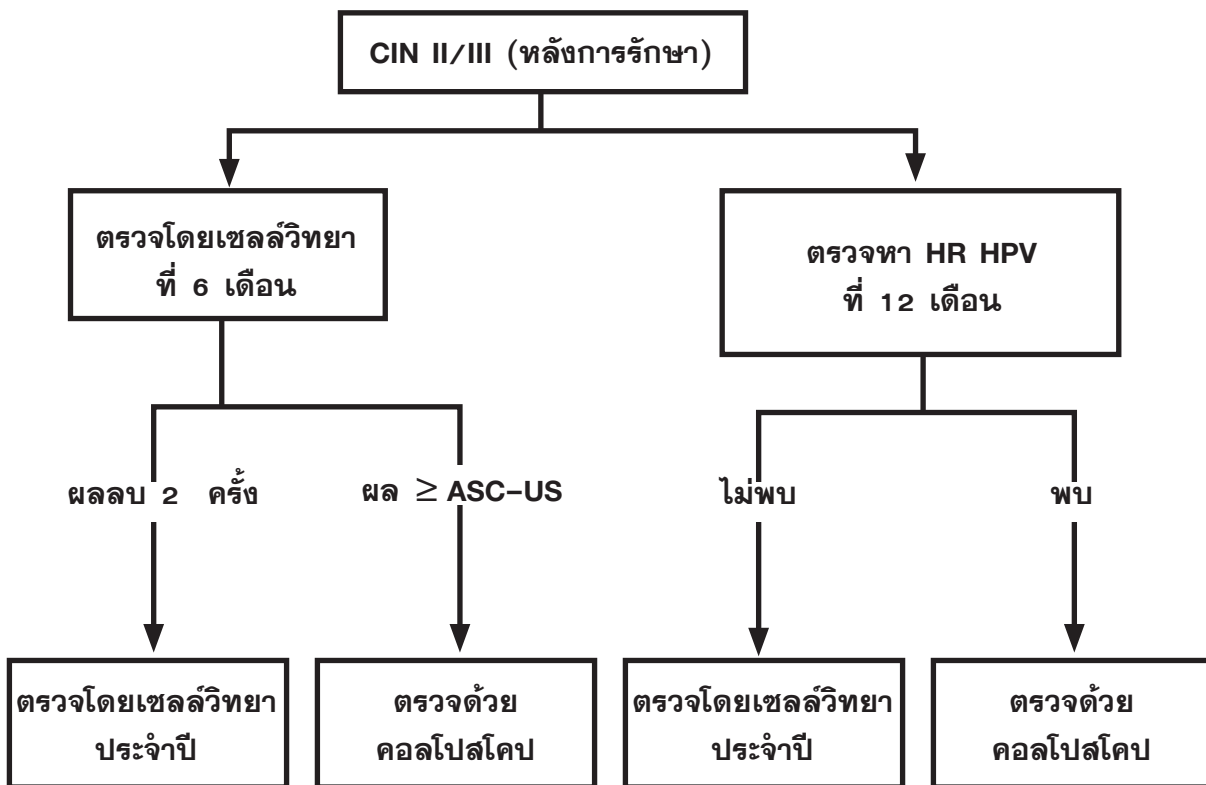 CIN II/III (หลังการรักษา)
ตรวจโดยเซลล์วิทยา
ที่ 6 เดือน
ตรวจหา HR HPV
ที่ 12 เดือน
ผลลบ 2 ครั้ง
ผล ≥ ASC-US
ไม่พบ
พบ
ตรวจโดยเซลล์วิทยา
ประจำปี
ตรวจด้วย
คอลโปสโคป
ตรวจโดยเซลล์วิทยา
ประจำปี
ตรวจด้วย
คอลโปสโคป